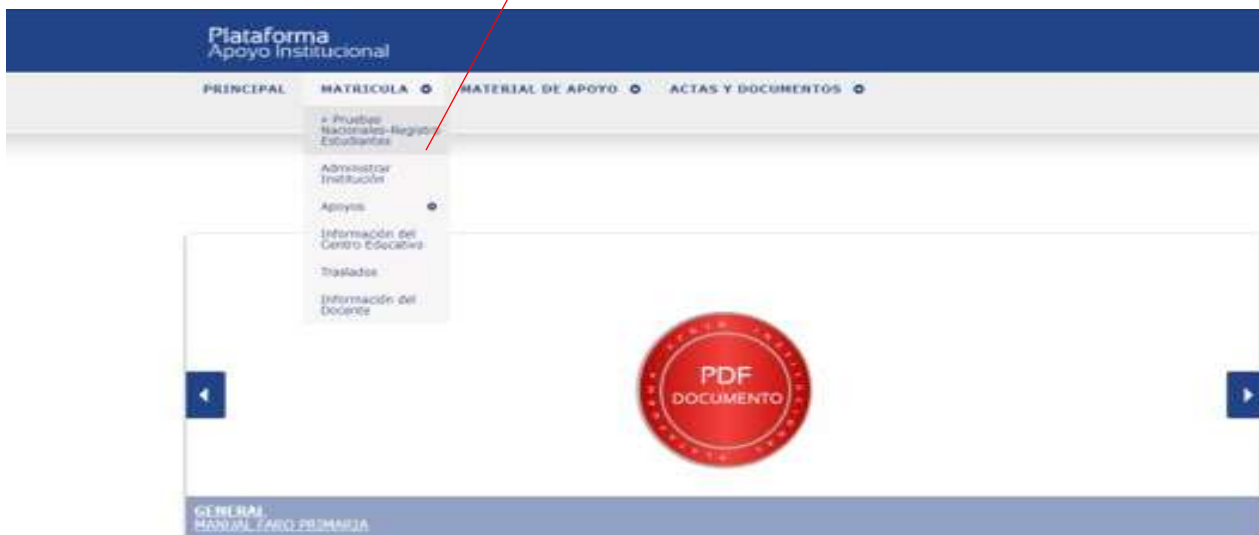 Plataforma
Apoyo Institucional
PRINCIPAL MATRICULA MATERIAL DE APOYO ACTAS Y DOCUMENTOS
» Pruebas
Nacionales-Registro
Estudiantes
Administrar
Institución
Apoyos
Información del
Centro Educativo
Traslados
Información del
Docente
PDF
DOCUMENTO
GENERAL
MANUAL FARO PRIMARIA